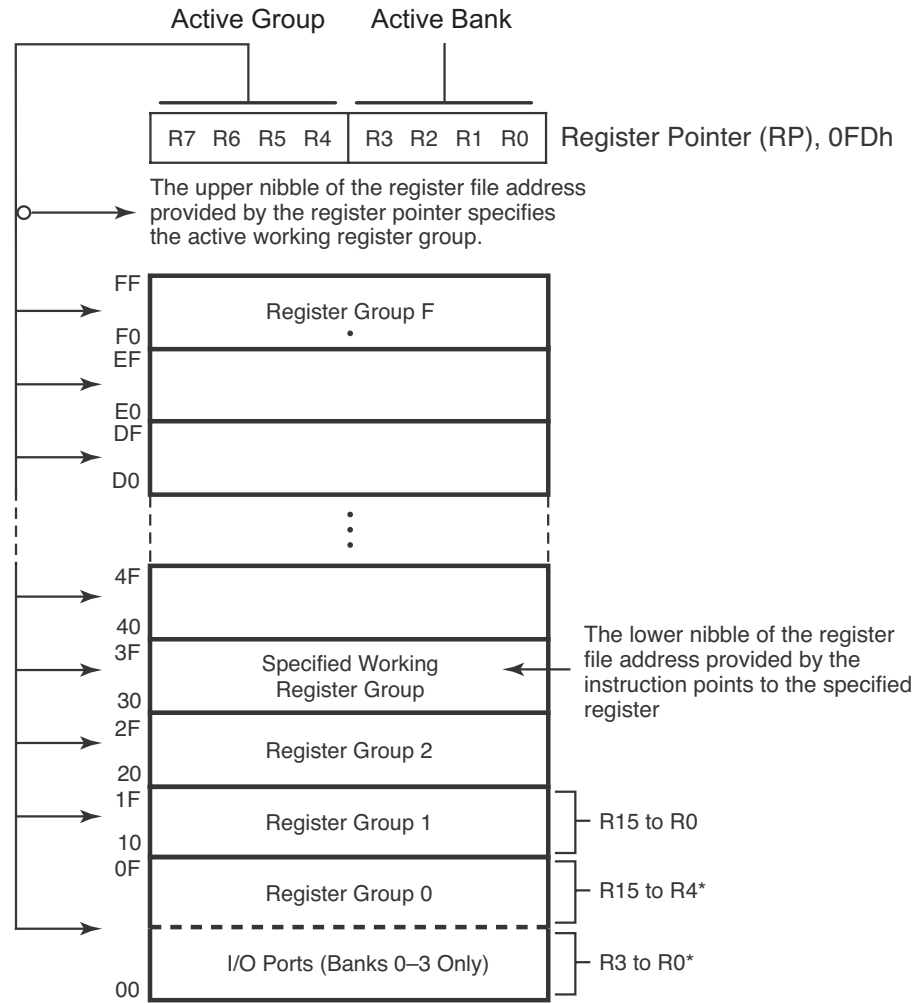 Active Group Active Bank
R7 R6 R5 R4 R3 R2 R1 R0 Register Pointer (RP), 0FDh
The upper nibble of the register file address
provided by the register pointer specifies
the active working register group.
FF
Register Group F
F0
EF
E0
DF
D0
4F
40
3F
Specified Working
Register Group
30
The lower nibble of the register
file address provided by the
instruction points to the specified
register
2F
Register Group 2
20
1F
Register Group 1
10
R15 to R0
0F
Register Group 0
R15 to R4*
I/O Ports (Banks 0–3 Only)
00
R3 to R0*